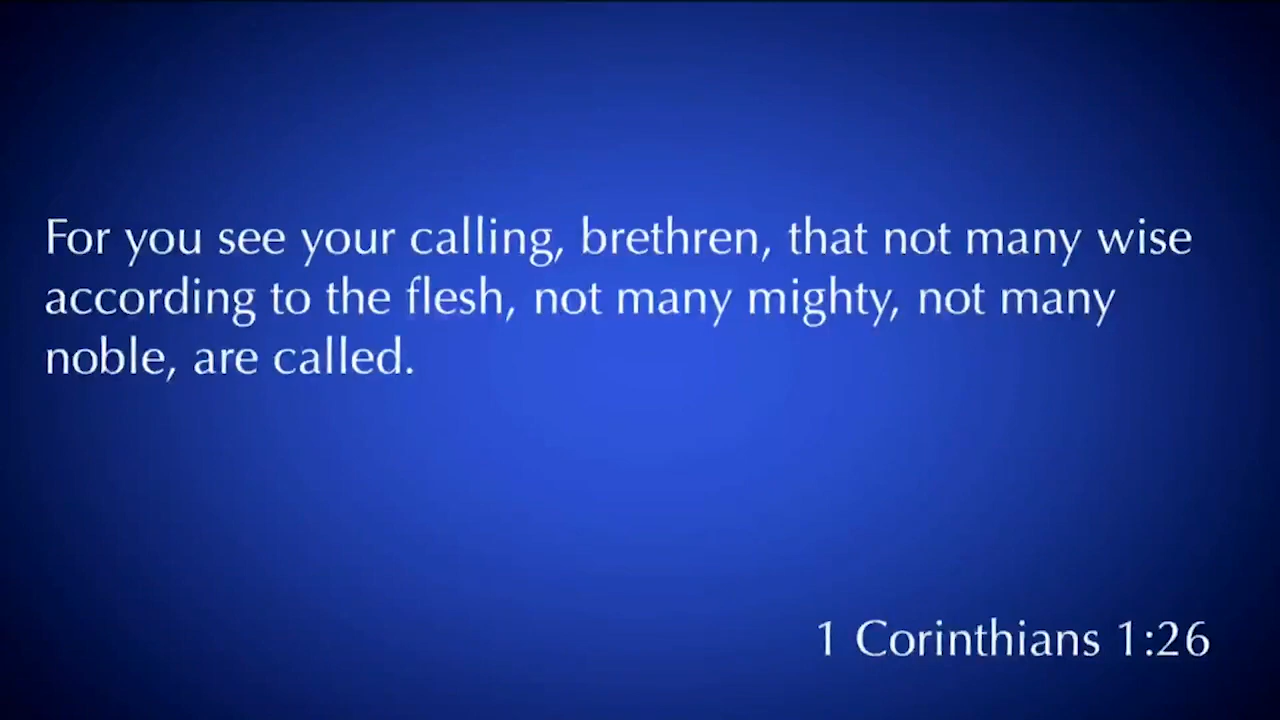 For you see your calling, brethren, that not many wise
according to the flesh, not many mighty, not many
noble, are called.
1 Corinthians 1:26